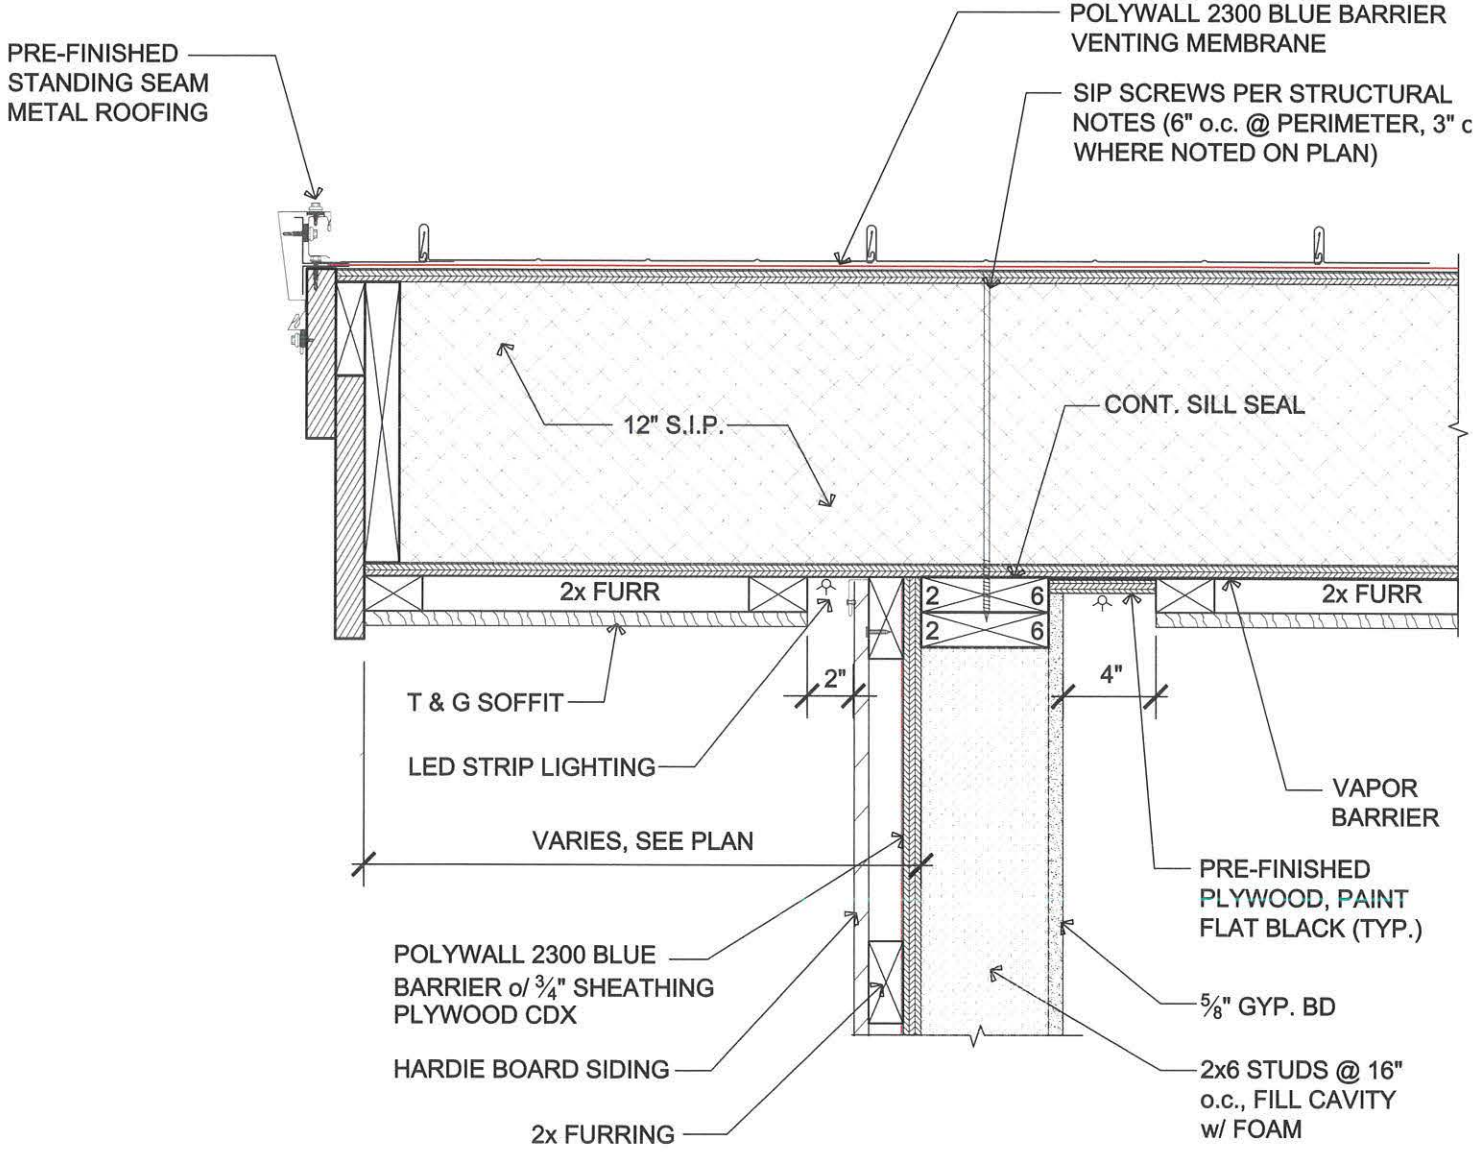 POLYWALL 2300 BLUE BARRIER
VENTING MEMBRANE
PRE-FINISHED
STANDING SEAM
METAL ROOFING
SIP SCREWS PER STRUCTURAL
NOTES (6" o.c. @ PERIMETER, 3"
WHERE NOTED ON PLAN)
CONT. SILL SEAL
12" S.I.P.
2x FURR
2 6
2 6
2x FURR
2"
4"
T & G SOFFIT
LED STRIP LIGHTING
VAPOR
BARRIER
VARIES, SEE PLAN
PRE-FINISHED
PLYWOOD, PAINT
FLAT BLACK (TYP.)
POLYWALL 2300 BLUE
BARRIER o/ ¾" SHEATHING
PLYWOOD CDX
⅝" GYP. BD
HARDIE BOARD SIDING
2x6 STUDS @ 16"
o.c., FILL CAVITY
w/ FOAM
2x FURRING